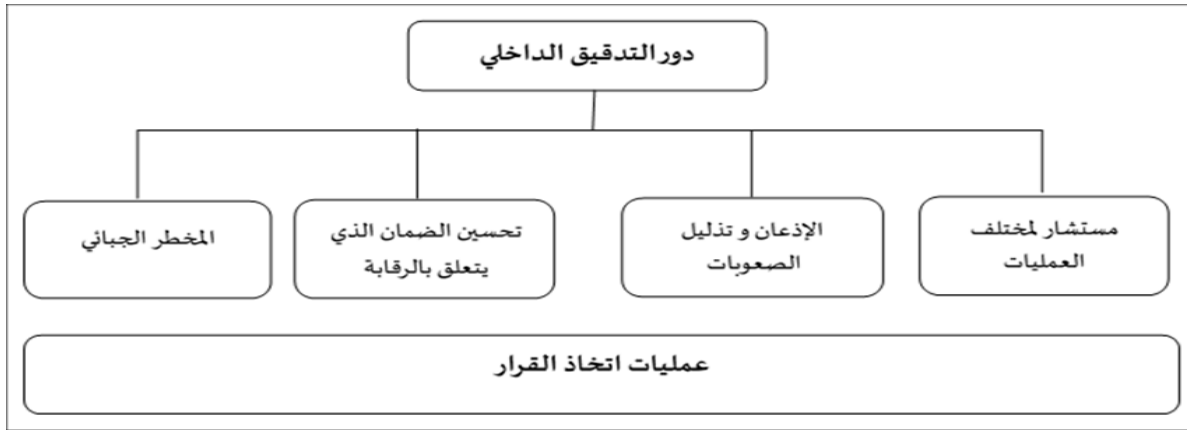 دور التدقيق الداخلي
مستشار لمختلف
العمليات
الإذعان و تذليل
الصعوبات
تحسين الضمان الذي
يتعلق بالرقابة
المخطر الجبائي
عمليات اتخاذ القرار